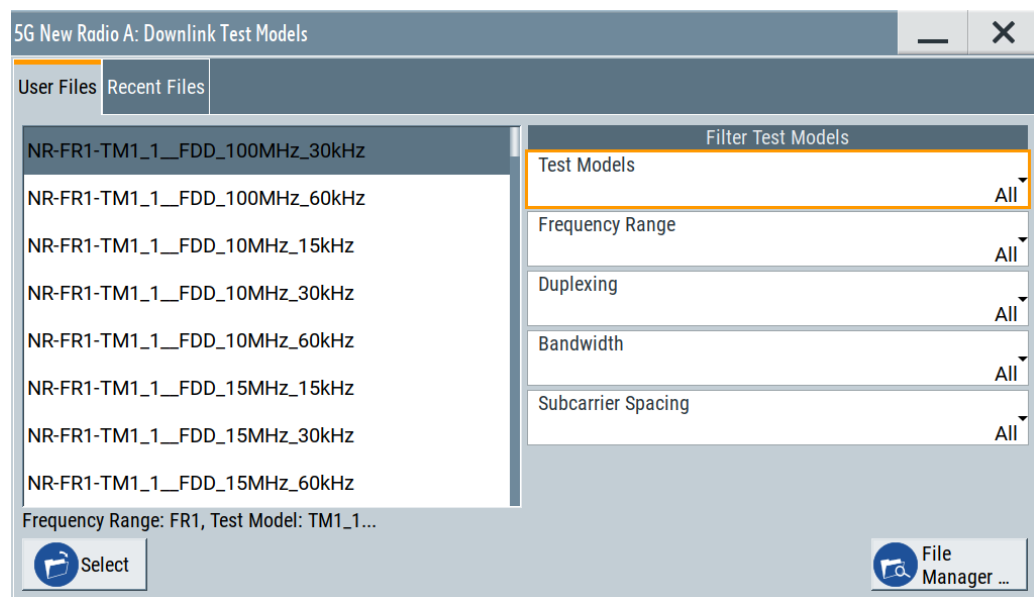 5G New Radio A: Downlink Test Models
User Files
Recent Files
NR-FR1-TM1_1__FDD_100MHz_30kHz
NR-FR1-TM1_1__FDD_100MHz_60kHz
NR-FR1-TM1_1__FDD_10MHz_15kHz
NR-FR1-TM1_1__FDD_10MHz_30kHz
NR-FR1-TM1_1__FDD_10MHz_60kHz
NR-FR1-TM1_1__FDD_15MHz_15kHz
NR-FR1-TM1_1__FDD_15MHz_30kHz
NR-FR1-TM1_1__FDD_15MHz_60kHz
Frequency Range: FR1, Test Model: TM1_1...
Select
Filter Test Models
Test Models
All
Frequency Range
All
Duplexing
All
Bandwidth
All
Subcarrier Spacing
All
File
Manager ...